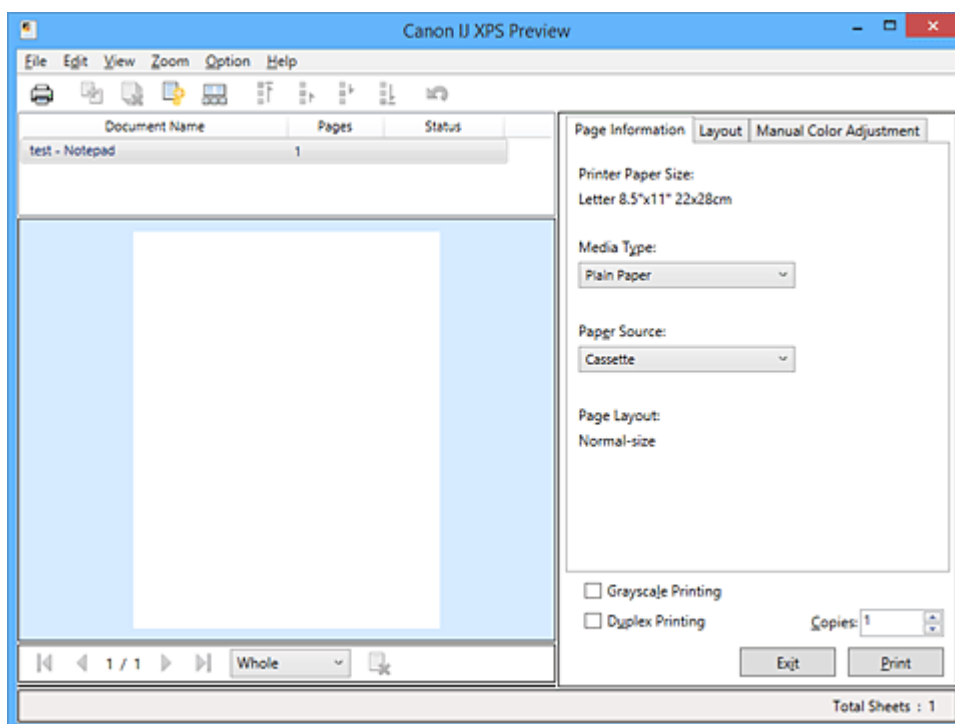 Canon IJ XPS Preview
File Edit View Zoom Option Help
Document Name Pages Status
test - Notepad 1
Page Information Layout Manual Color Adjustment
Printer Paper Size:
Letter 8.5"x11" 22x28cm
Media Type:
Plain Paper
Paper Source:
Cassette
Page Layout:
Normal-size
Grayscale Printing
Duplex Printing
Copies: 1
1 / 1 Whole
Exit Print
Total Sheets : 1